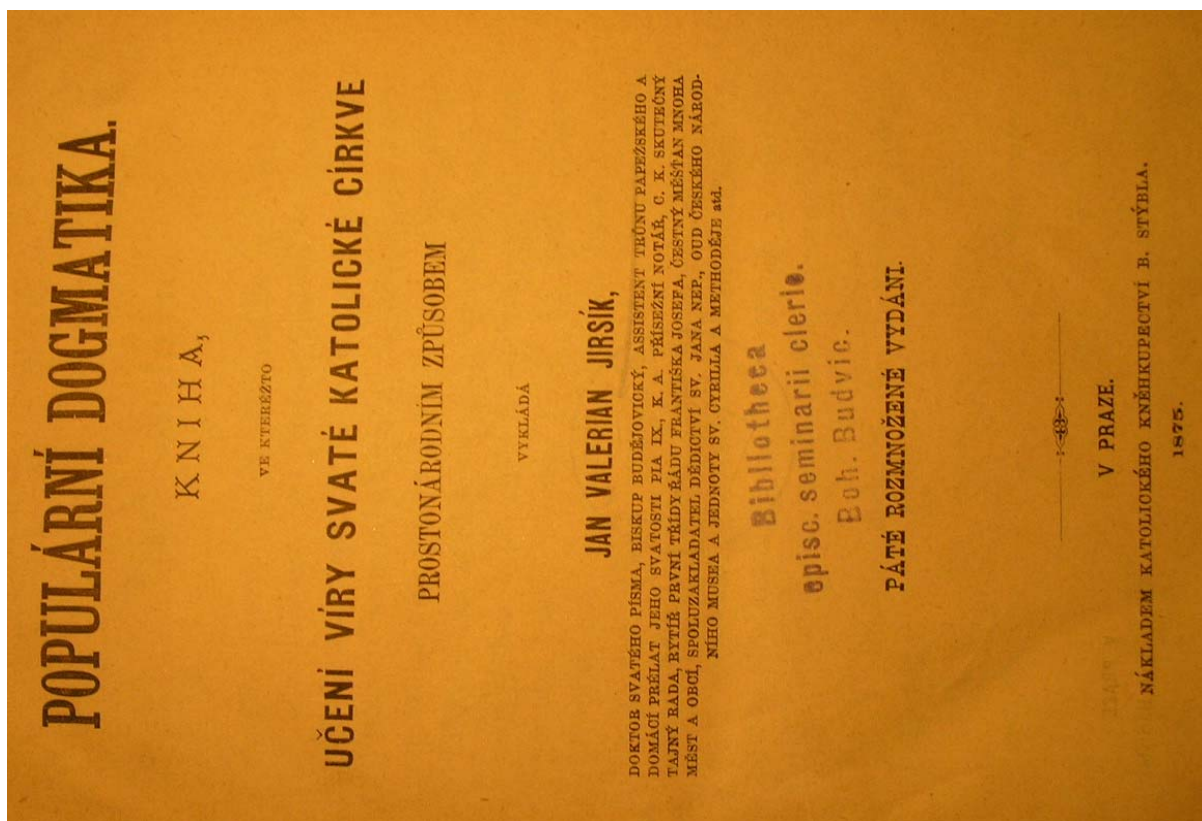 POPULÁRNÍ DOGMATIKA.
KNIHA,
VE KTERÉŽTO
UČENÍ VÍRY SVATÉ KATOLICKÉ CÍRKVE
PROSTONÁRODNÍM ZPŮSOBEM
VYKLÁDÁ
JAN VALERIAN JIRSÍK,
DOKTOR SVATÉHO PÍSMA, BISKUP BUDĚJOVICKÝ, ASSISTENT TRŮNU PAPEŽSKÉHO A
DOMÁCÍ PRÉLAT JEHO SVATOSTI PIA IX., K. A. PŘÍSEŽNÍ NOTÁŘ, C. K. SKUTEČNÝ
TAJNÝ RADA, RYTÍŘ PRVNÍ TŘÍDY ŘÁDU FRANTIŠKA JOSEFA, ČESTNÝ MĚŠŤAN MNOHA
MĚST A OBCÍ, SPOLUZAKLADATEL DĚDICTVÍ SV. JANA NEP., OUD ČESKÉHO NÁROD-
NÍHO MUSEA A JEDNOTY SV. CYRILLA A METHODĚJE atd.
Bibliotheca
episc. seminarii cleric.
Boh. Budvic.
PÁTÉ ROZMNOŽENÉ VYDÁNI.
V PRAZE.
NÁKLADEM KATOLICKÉHO KNĚHKUPECTVÍ B. STÝBLA.
1875.